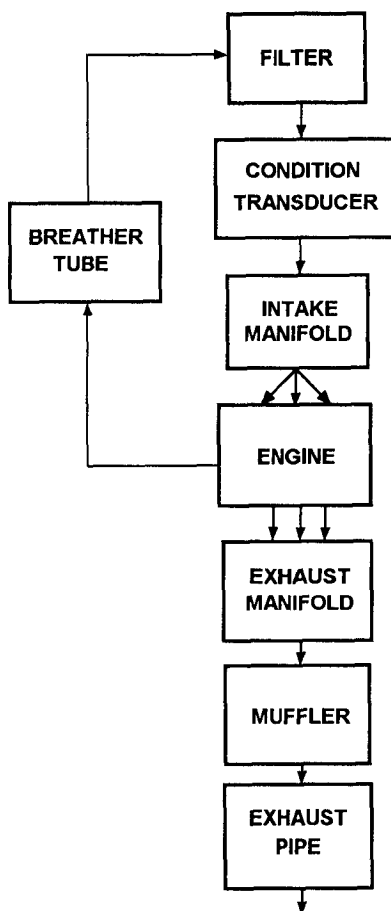 FILTER
CONDITION
TRANSDUCER
BREATHER
TUBE
INTAKE
MANIFOLD
ENGINE
EXHAUST
MANIFOLD
MUFFLER
EXHAUST
PIPE